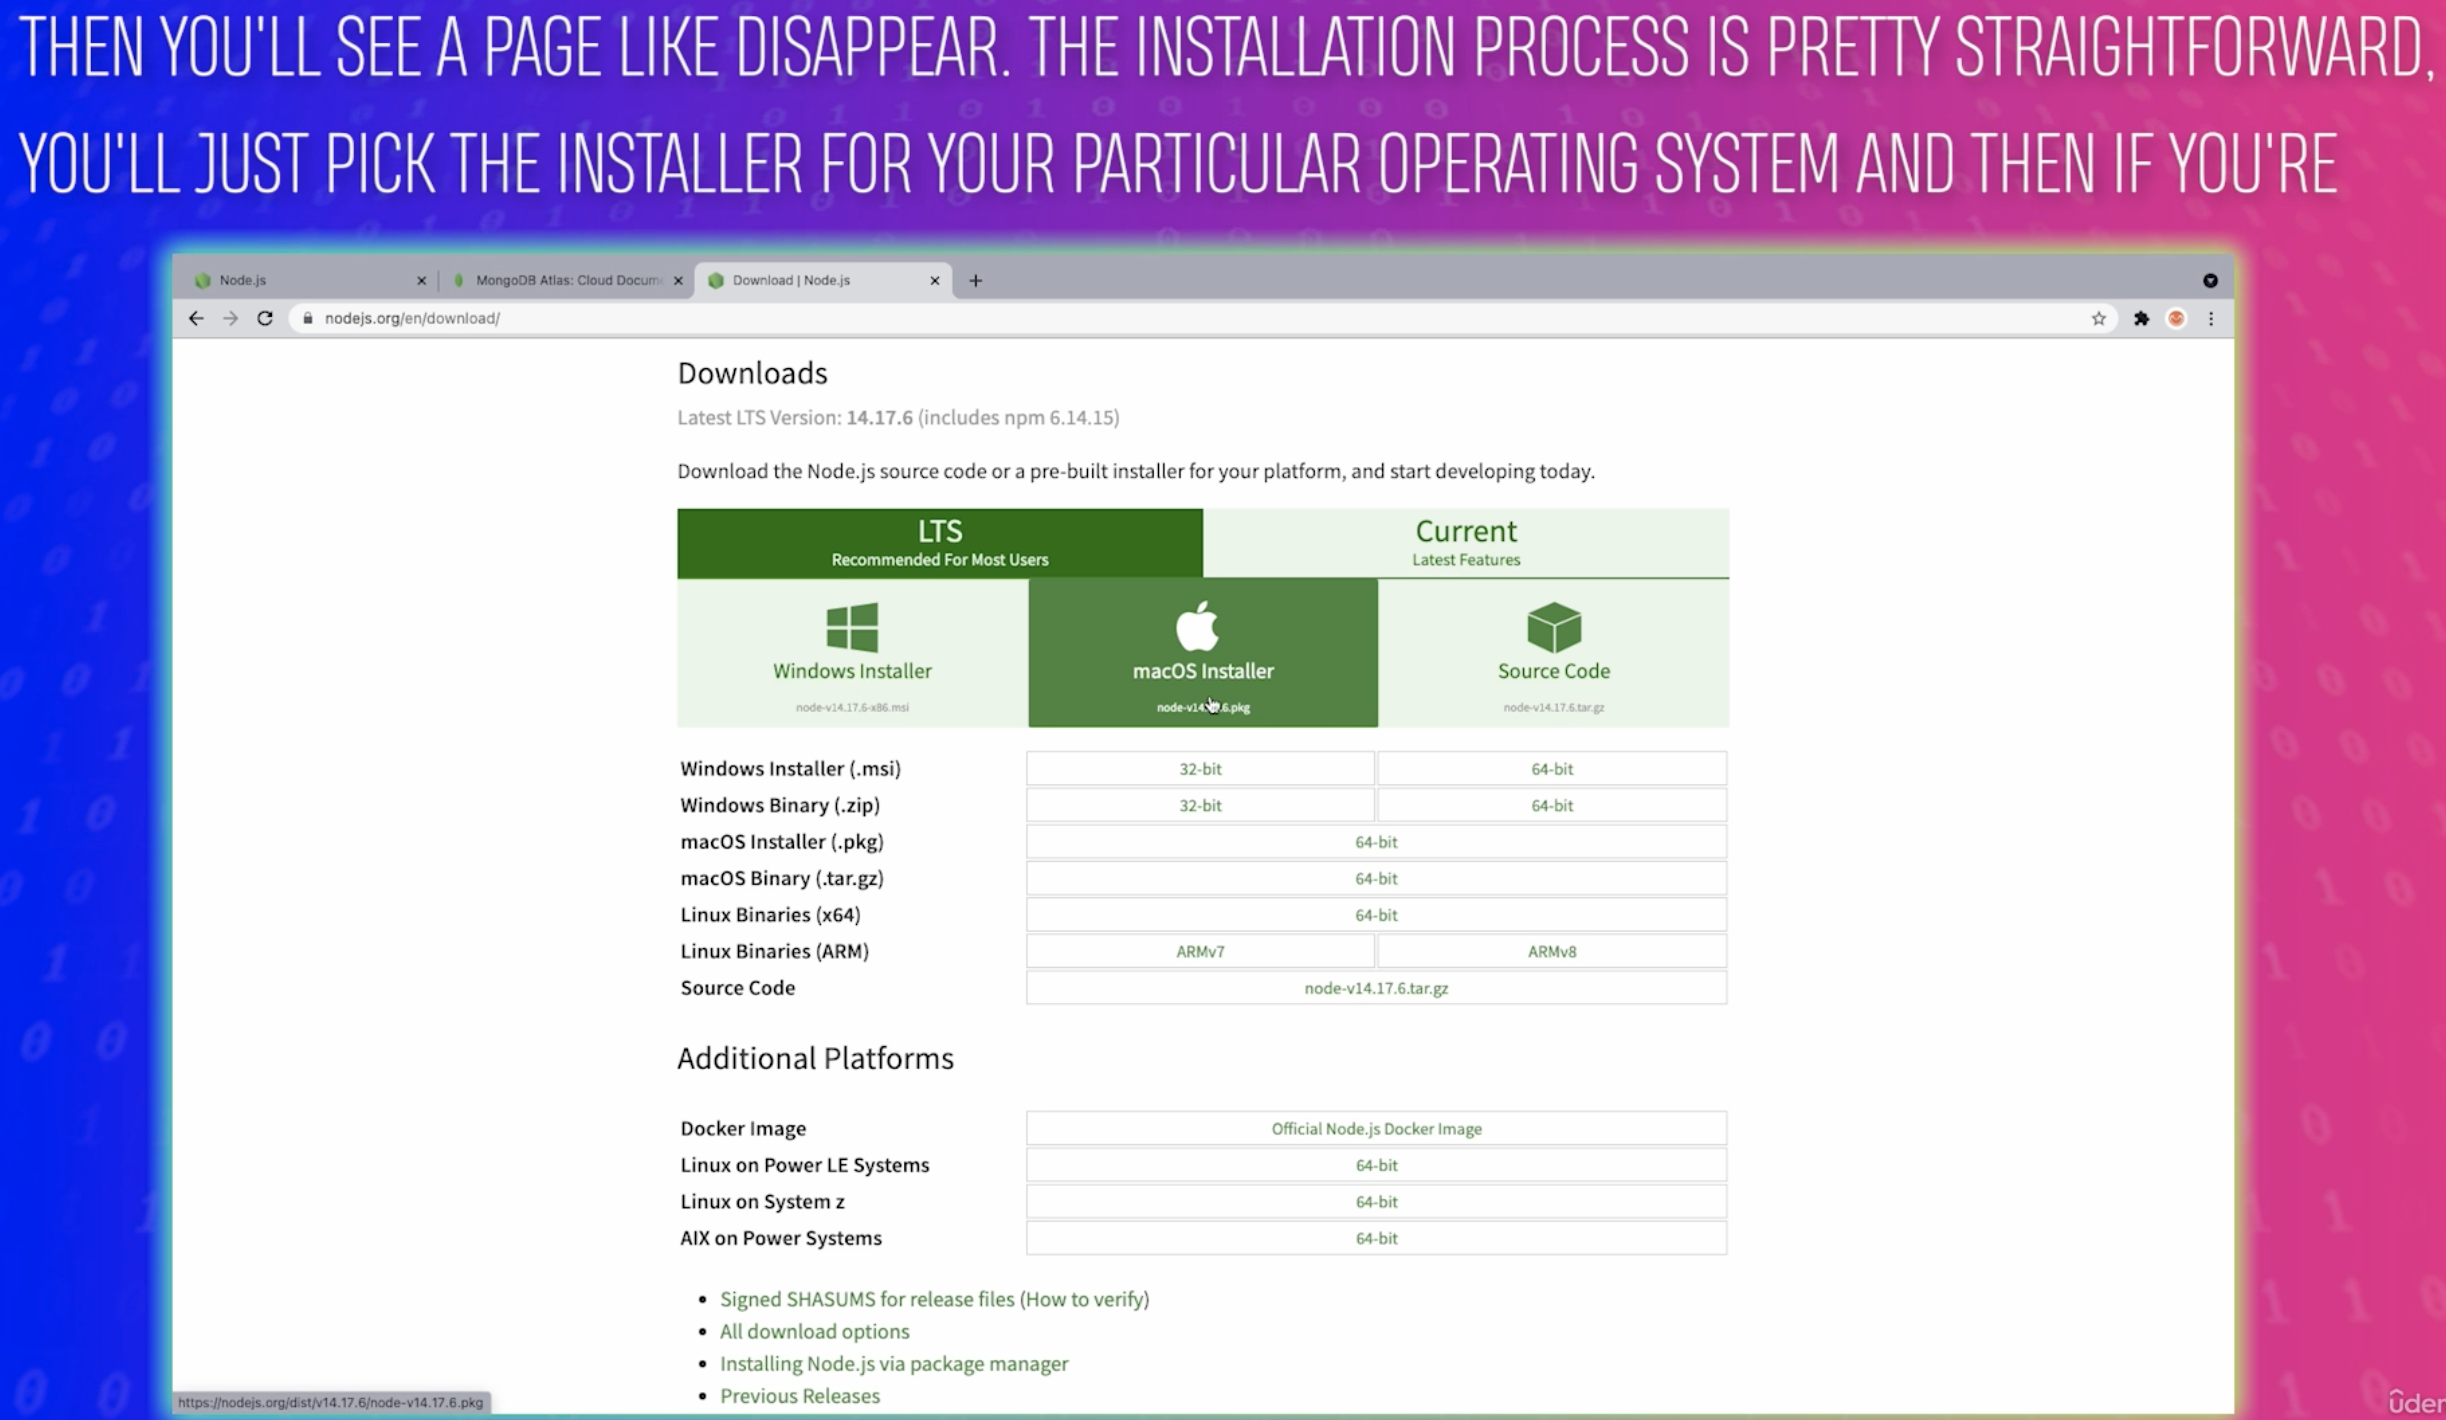 THEN YOU'LL SEE A PAGE LIKE DISAPPEAR. THE INSTALLATION PROCESS IS PRETTY STRAIGHTFORWARD,
YOU'LL JUST PICK THE INSTALLER FOR YOUR PARTICULAR OPERATING SYSTEM AND THEN IF YOU'RE
Node.js MongoDB Atlas: Cloud Docum Download | Node.js
nodejs.org/en/download/
Downloads
Latest LTS Version: 14.17.6 (includes npm 6.14.15)
Download the Node.js source code or a pre-built installer for your platform, and start developing today.
LTS Current
Recommended For Most Users Latest Features
Windows Installer macOS Installer Source Code
node-v14.17.6-x86.msi node-v14. 6.pkg node-v14.17.6.tar.gz
Windows Installer (.msi) 32-bit 64-bit
Windows Binary (.zip) 32-bit 64-bit
macOS Installer (.pkg) 64-bit
macOS Binary (.tar.gz) 64-bit
Linux Binaries (x64) 64-bit
Linux Binaries (ARM) ARMv7 ARMv8
Source Code node-v14.17.6.tar.gz
Additional Platforms
Docker Image Official Node.js Docker Image
Linux on Power LE Systems 64-bit
Linux on System z 64-bit
AIX on Power Systems 64-bit
Signed SHASUMS for release files (How to verify)
All download options
Installing Node.js via package manager
Previous Releases
https://nodejs.org/dist/v14.17.6/node-v14.17.6.pkg
ûder